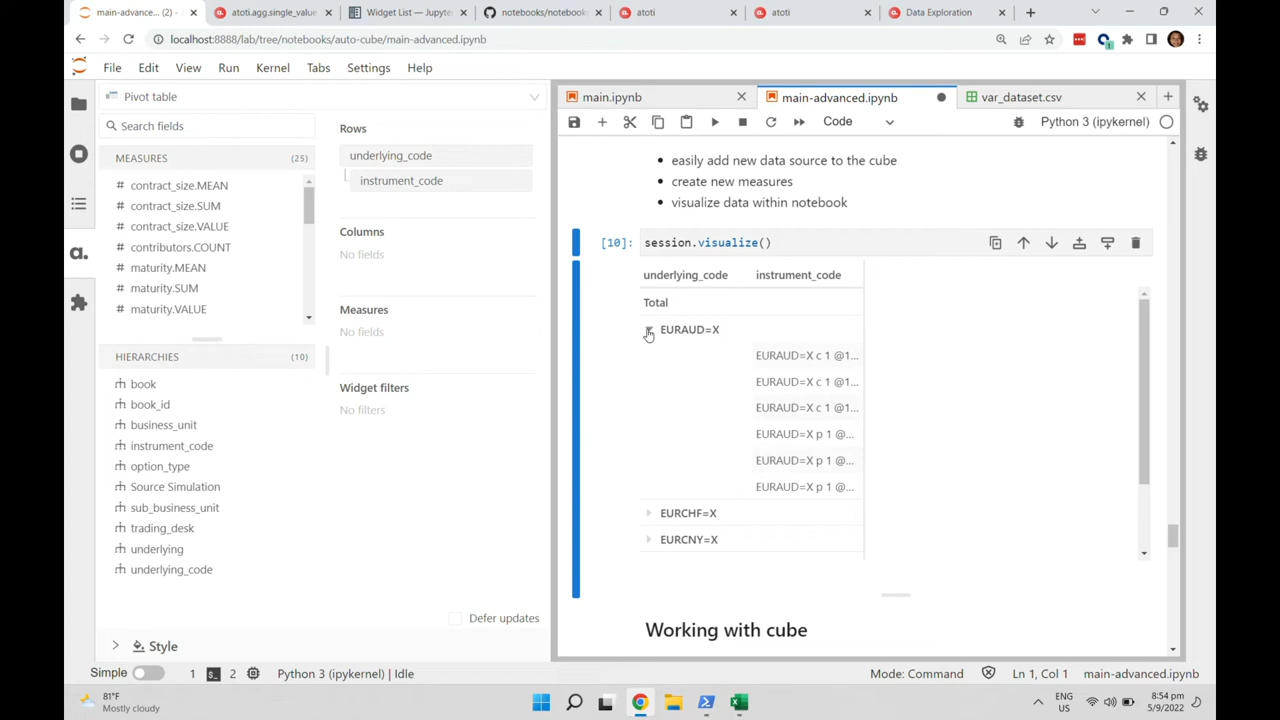 main-advanced... (2) -
atoti.agg.single_value
Widget List — Jupyte
notebooks/notebook
atoti
atoti
Data Exploration
localhost:8888/lab/tree/notebooks/auto-cube/main-advanced.ipynb
File Edit View Run Kernel Tabs Settings Help
Pivot table
Search fields
MEASURES (25)
# contract_size.MEAN
# contract_size.SUM
# contract_size.VALUE
# contributors.COUNT
# maturity.MEAN
# maturity.SUM
# maturity.VALUE
HIERARCHIES (10)
book
book_id
business_unit
instrument_code
option_type
Source Simulation
sub_business_unit
trading_desk
underlying
underlying_code
Style
Rows
underlying_code
instrument_code
Columns
No fields
Measures
No fields
Widget filters
No filters
Defer updates
main.ipynb
main-advanced.ipynb
var_dataset.csv
Code
Python 3 (ipykernel)
• easily add new data source to the cube
• create new measures
• visualize data within notebook
[10]: session.visualize()
underlying_code instrument_code
Total
EURAUD=X
EURAUD=X c 1 @1...
EURAUD=X c 1 @1...
EURAUD=X c 1 @1...
EURAUD=X p 1 @...
EURAUD=X p 1 @...
EURAUD=X p 1 @...
EURCHF=X
EURCNY=X
Working with cube
Simple 1 2 Python 3 (ipykernel) | Idle
Mode: Command Ln 1, Col 1 main-advanced.ipynb
81°F
Mostly cloudy
ENG
US
8:54 pm
5/9/2022